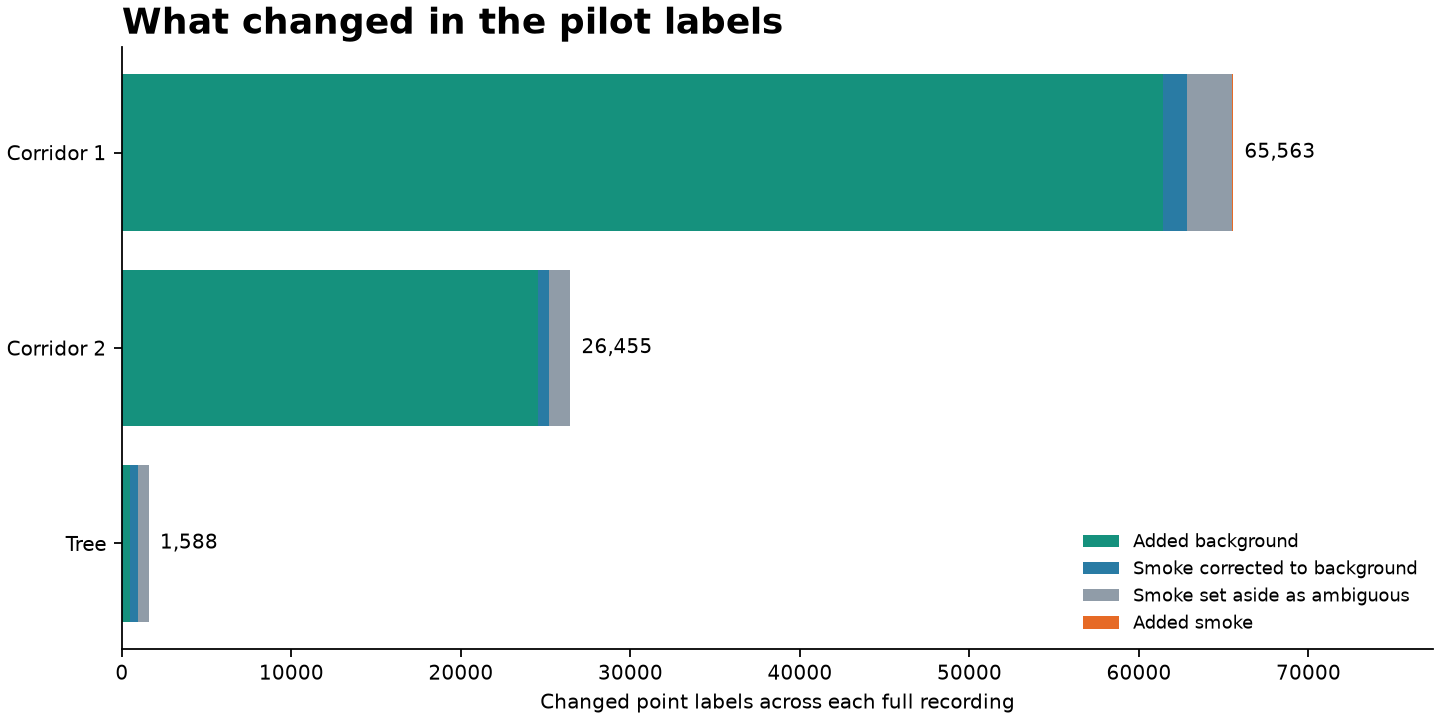 What changed in the pilot labels
Corridor 1
65,563
Corridor 2
26,455
Tree
1,588
Added background
Smoke corrected to background
Smoke set aside as ambiguous
Added smoke
0 10000 20000 30000 40000 50000 60000 70000
Changed point labels across each full recording